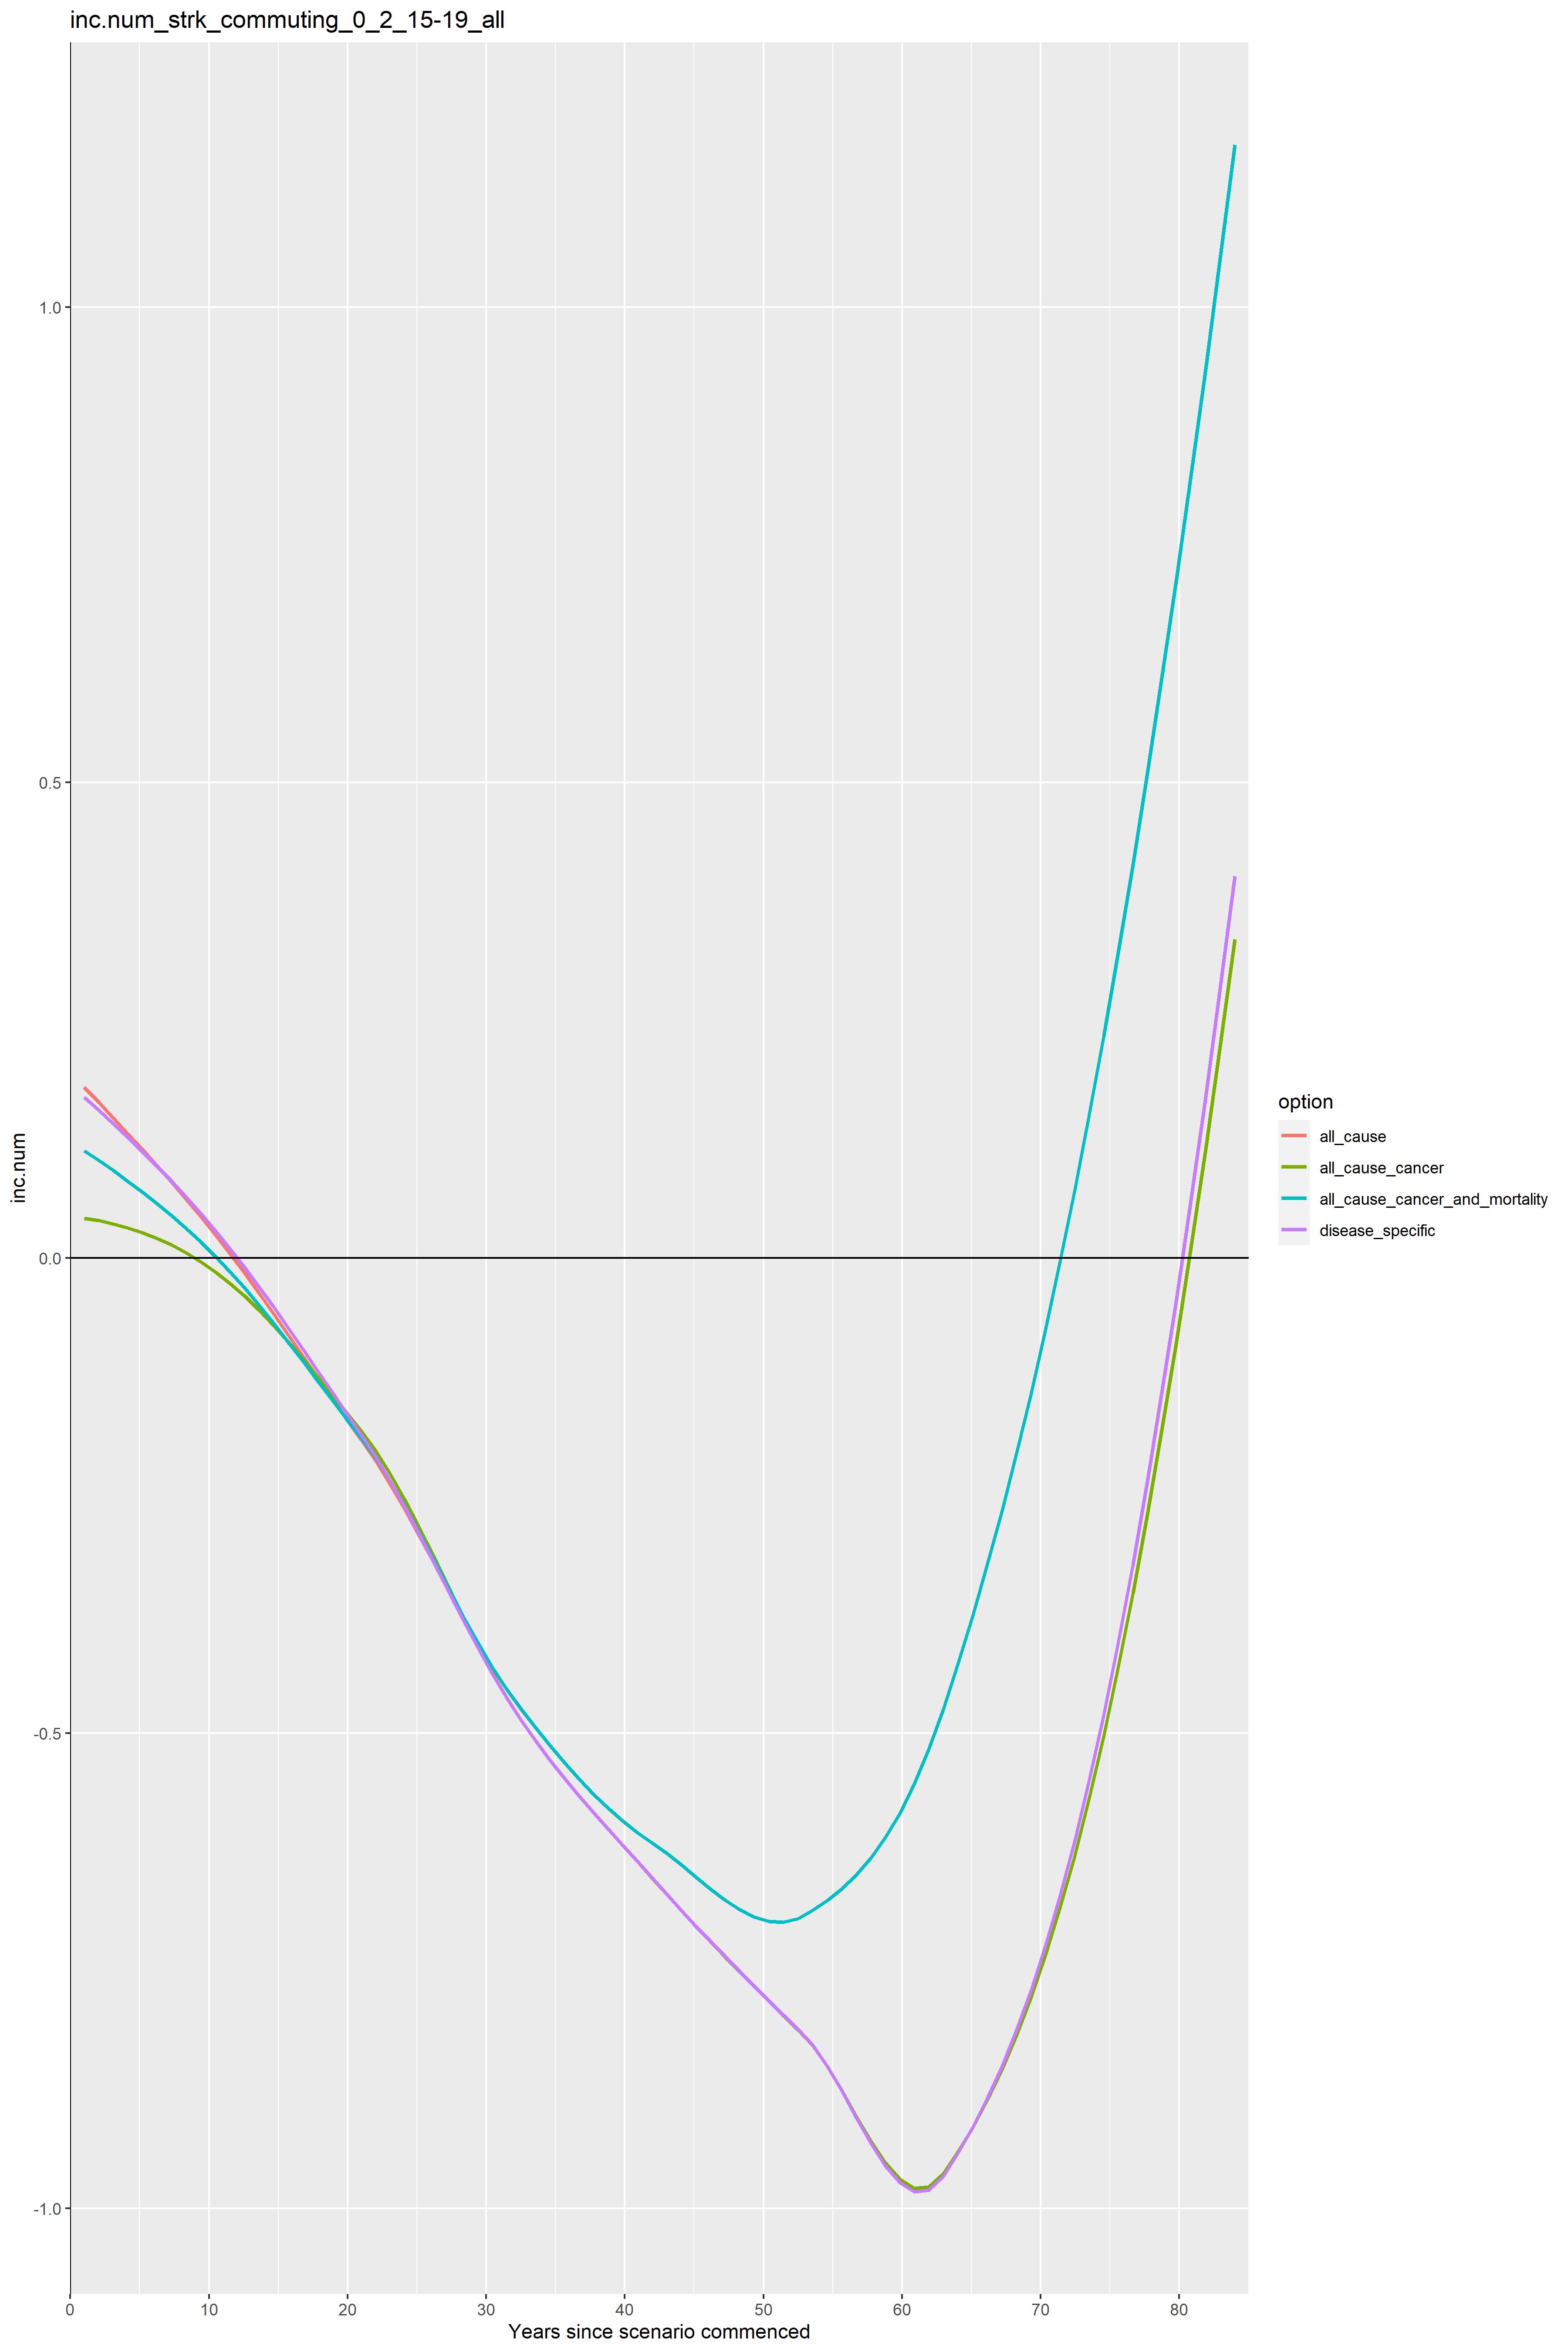 inc.num_strk_commuting_0_2_15-19_all
inc.num
1.0
0.5
0.0
-0.5
-1.0
0 10 20 30 40 50 60 70 80
Years since scenario commenced
option
all_cause
all_cause_cancer
all_cause_cancer_and_mortality
disease_specific